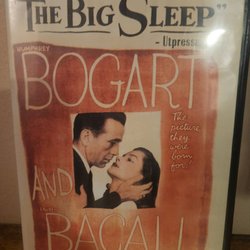 THE BIG SLEEP"
- Utpressa
HUMPHREY
BOGART
The picture
they were
born for!
AND
BACALL